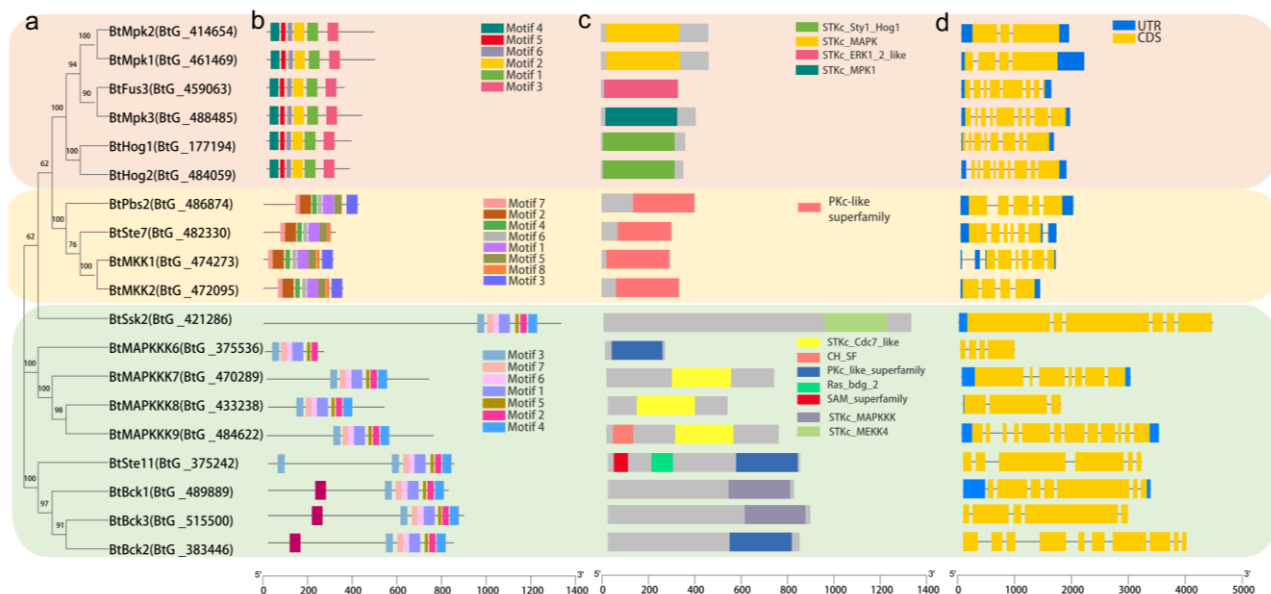 a
b
c
d
BtMpk2(BtG_414654)
BtMpk1(BtG_461469)
BtFus3(BtG_459063)
BtMpk3(BtG_488485)
BtHog1(BtG_177194)
BtHog2(BtG_484059)
BtPbs2(BtG_486874)
BtSte7(BtG_482330)
BtMKK1(BtG_474273)
BtMKK2(BtG_472095)
BtSsk2(BtG_421286)
BtMAPKKK6(BtG_375536)
BtMAPKKK7(BtG_470289)
BtMAPKKK8(BtG_433238)
BtMAPKKK9(BtG_484622)
BtSte11(BtG_375242)
BtBck1(BtG_489889)
BtBck3(BtG_515500)
BtBck2(BtG_383446)
100
94
90
100
100
62
100
76
100
62
100
100
98
100
97
91
Motif 4
Motif 5
Motif 6
Motif 2
Motif 1
Motif 3
Motif 7
Motif 2
Motif 4
Motif 6
Motif 1
Motif 5
Motif 8
Motif 3
Motif 3
Motif 7
Motif 6
Motif 1
Motif 5
Motif 2
Motif 4
5' 3'
0 200 400 600 800 1000 1200 1400
STKc_Sty1_Hog1
STKc_MAPK
STKc_ERK1_2_like
STKc_MPK1
PKc-like
superfamily
STKc_Cdc7_like
CH_SF
PKc_like_superfamily
Ras_bdg_2
SAM_superfamily
STKc_MAPKKK
STKc_MEKK4
5' 3'
0 200 400 600 800 1000 1200 1400
UTR
CDS
5' 3'
0 1000 2000 3000 4000 5000